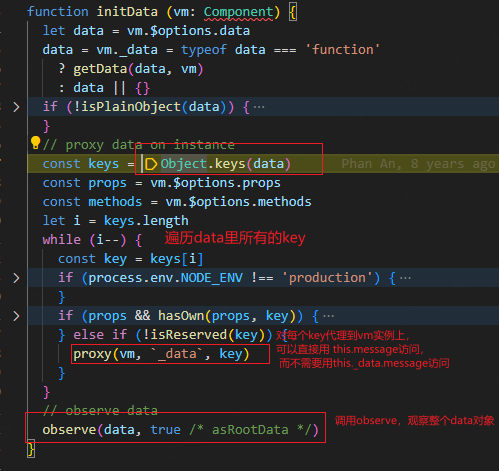 function initData (vm: Component) {
let data = vm.$options.data
data = vm._data = typeof data === 'function'
? getData(data, vm)
: data || {}
if (!isPlainObject(data)) { ⋯
}
// proxy data on instance
const keys = Object.keys(data) Phan An, 8 years ago
const props = vm.$options.props
const methods = vm.$options.methods
let i = keys.length
while (i--) { 遍历data里所有的key
const key = keys[i]
if (process.env.NODE_ENV !== 'production') { ⋯
}
if (props && hasOwn(props, key)) { ⋯
} else if (!isReserved(key)) { 对每个key代理到vm实例上，
proxy(vm, `_data`, key) 可以直接用 this.message访问，
} 而不需要用this._data.message访问
}
// observe data
observe(data, true /* asRootData */) 调用observe，观察整个data对象
}